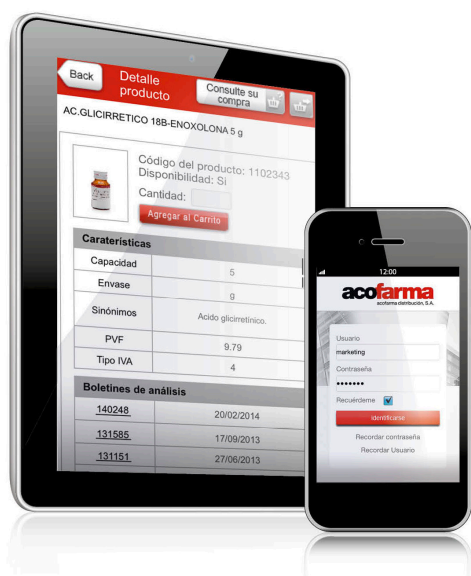 Back
Detalle
producto
Consulte su
compra
AC.GLICIRRETICO 18B-ENOXOLONA 5 g
Código del producto: 1102343
Disponibilidad: Si
Cantidad:
Agregar al Carrito
Caraterísticas
Capacidad 5
Envase g
Sinónimos Acido glicirretínico.
PVF 9.79
Tipo IVA 4
Boletines de análisis
140248 20/02/2014
131585 17/09/2013
131151 27/06/2013
12:00
acofarma
acofarma distribución, S.A.
Usuario
marketing
Contraseña
•••••••
Recuérdeme
identificarse
Recordar contraseña
Recordar Usuario